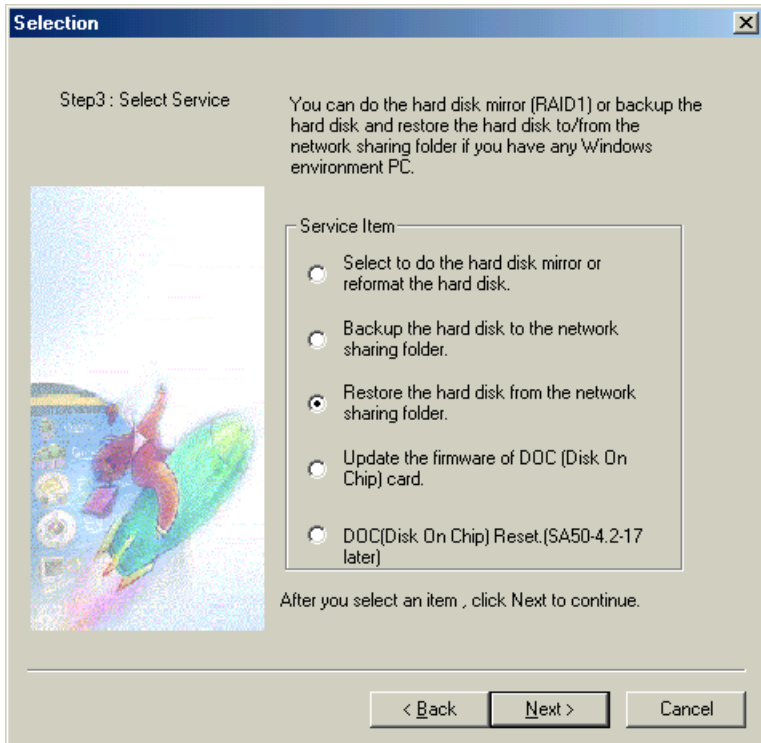 Selection
Step3 : Select Service
You can do the hard disk mirror (RAID1) or backup the
hard disk and restore the hard disk to/from the
network sharing folder if you have any Windows
environment PC.
Service Item
Select to do the hard disk mirror or
reformat the hard disk.
Backup the hard disk to the network
sharing folder.
Restore the hard disk from the network
sharing folder.
Update the firmware of DOC (Disk On
Chip) card.
DOC(Disk On Chip) Reset.(SA50-4.2-17
later)
After you select an item , click Next to continue.
< Back
Next >
Cancel